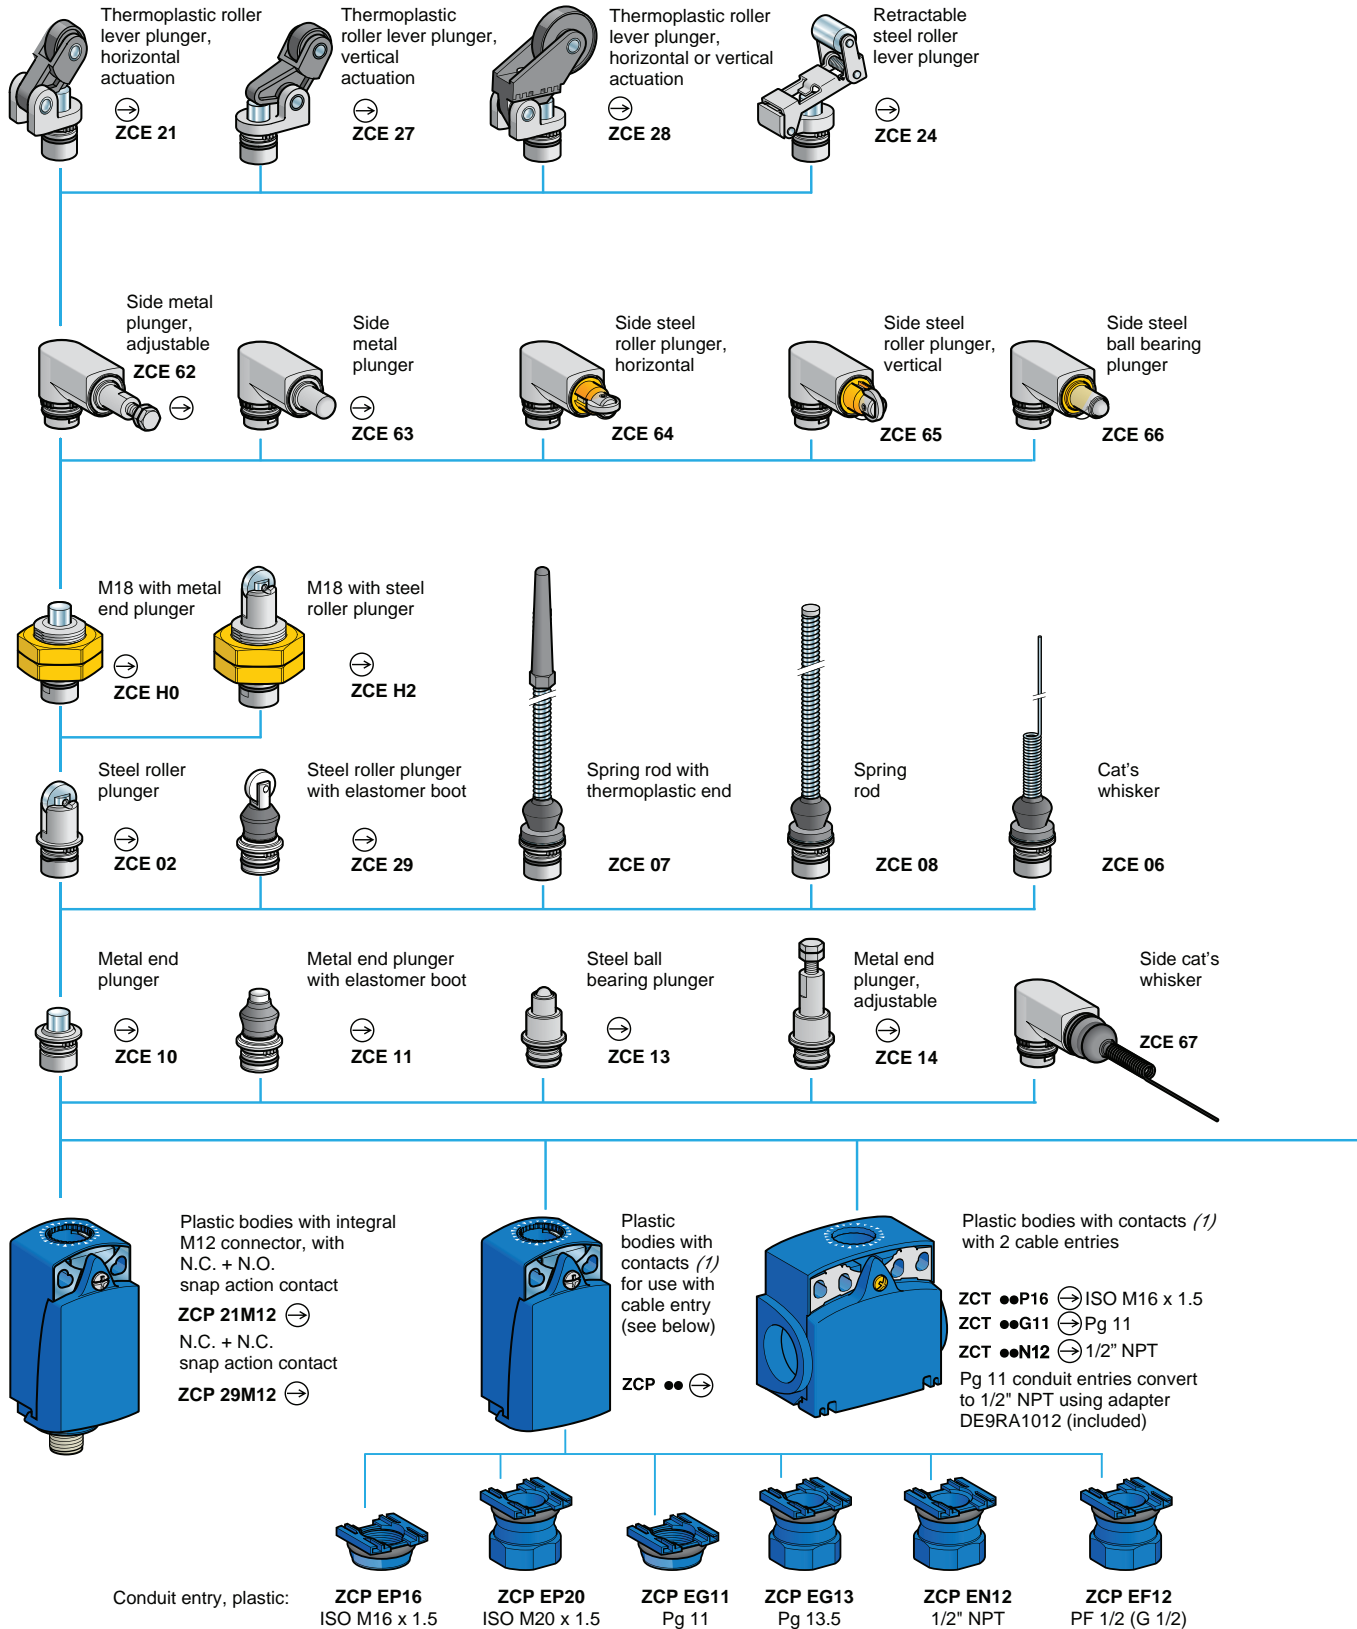 Thermoplastic roller
lever plunger,
horizontal
actuation
ZCE 21
Thermoplastic
roller lever plunger,
vertical
actuation
ZCE 27
Thermoplastic roller
lever plunger,
horizontal or vertical
actuation
ZCE 28
Retractable
steel roller
lever plunger
ZCE 24
Side metal
plunger,
adjustable
ZCE 62
Side
metal
plunger
ZCE 63
Side steel
roller plunger,
horizontal
ZCE 64
Side steel
roller plunger,
vertical
ZCE 65
Side steel
ball bearing
plunger
ZCE 66
M18 with metal
end plunger
ZCE H0
M18 with steel
roller plunger
ZCE H2
Steel roller
plunger
ZCE 02
Steel roller plunger
with elastomer boot
ZCE 29
Spring rod with
thermoplastic end
ZCE 07
Spring
rod
ZCE 08
Cat's
whisker
ZCE 06
Metal end
plunger
ZCE 10
Metal end plunger
with elastomer boot
ZCE 11
Steel ball
bearing plunger
ZCE 13
Metal end
plunger,
adjustable
ZCE 14
Side cat's
whisker
ZCE 67
Plastic bodies with integral
M12 connector, with
N.C. + N.O.
snap action contact
ZCP 21M12
N.C. + N.C.
snap action contact
ZCP 29M12
Plastic
bodies with
contacts (1)
for use with
cable entry
(see below)
ZCP ●●
Plastic bodies with contacts (1)
with 2 cable entries
ZCT ●●P16 ISO M16 x 1.5
ZCT ●●G11 Pg 11
ZCT ●●N12 1/2" NPT
Pg 11 conduit entries convert
to 1/2" NPT using adapter
DE9RA1012 (included)
Conduit entry, plastic:
ZCP EP16
ISO M16 x 1.5
ZCP EP20
ISO M20 x 1.5
ZCP EG11
Pg 11
ZCP EG13
Pg 13.5
ZCP EN12
1/2" NPT
ZCP EF12
PF 1/2 (G 1/2)